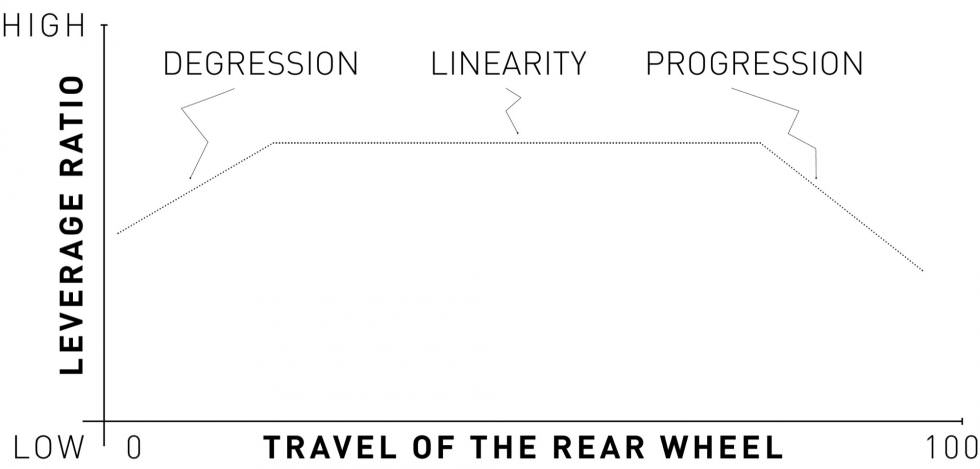 HIGH
DEGRESSION LINEARITY PROGRESSION
LEVERAGE RATIO
LOW 0 TRAVEL OF THE REAR WHEEL 100